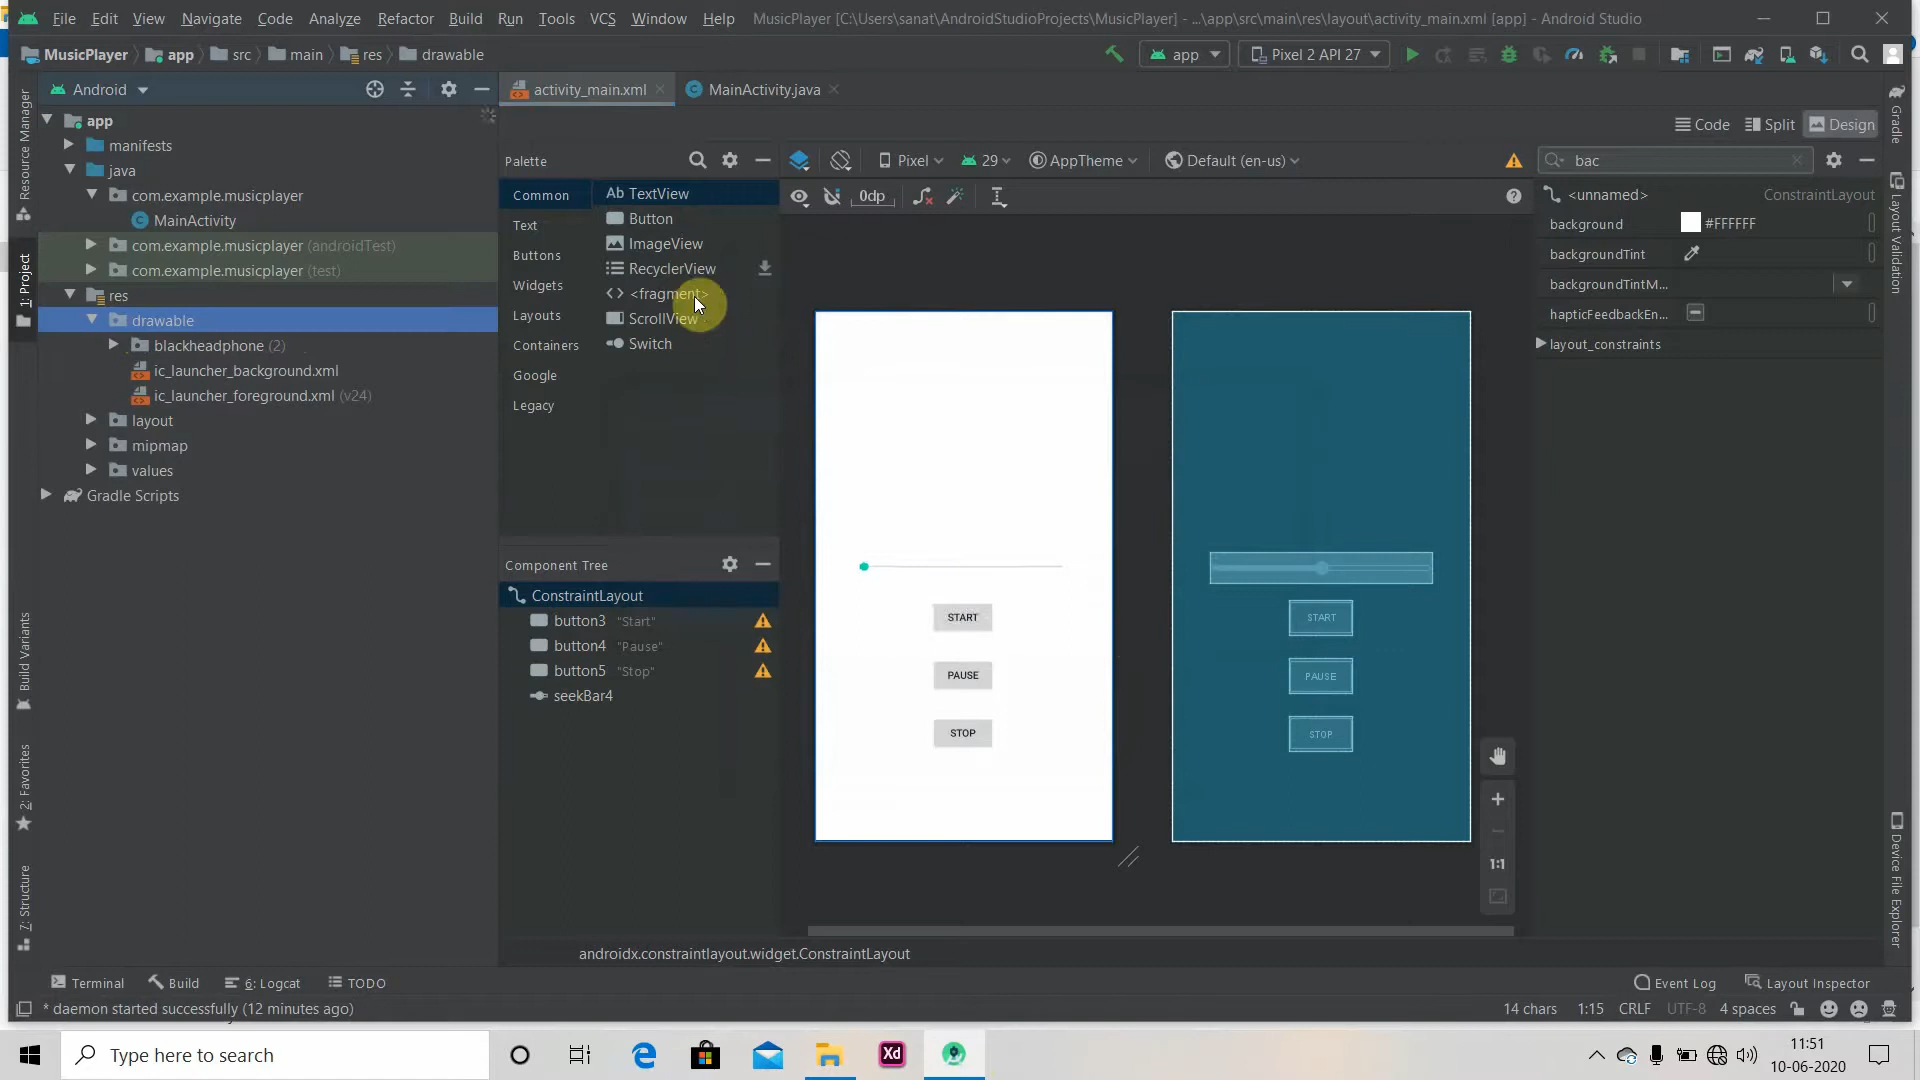 File Edit View Navigate Code Analyze Refactor Build Run Tools VCS Window Help MusicPlayer [C:\Users\sanat\AndroidStudioProjects\MusicPlayer] - ...\app\src\main\res\layout\activity_main.xml [app] - Android Studio
MusicPlayer app src main res drawable app Pixel 2 API 27
Android activity_main.xml MainActivity.java
app
manifests
java
com.example.musicplayer
MainActivity
com.example.musicplayer (androidTest)
com.example.musicplayer (test)
res
drawable
blackheadphone (2)
ic_launcher_background.xml
ic_launcher_foreground.xml (v24)
layout
mipmap
values
Gradle Scripts
Resource Manager
1: Project
Build Variants
2: Favorites
7: Structure
Palette
Common
Text
Buttons
Widgets
Layouts
Containers
Google
Legacy
Ab TextView
Button
ImageView
RecyclerView
<fragment>
ScrollView
Switch
Component Tree
ConstraintLayout
button3 "Start"
button4 "Pause"
button5 "Stop"
seekBar4
Code Split Design
Pixel 29 AppTheme Default (en-us)
0dp
START
PAUSE
STOP
START
PAUSE
STOP
1:1
bac
<unnamed> ConstraintLayout
background #FFFFFF
backgroundTint
backgroundTintM...
hapticFeedbackEn...
layout_constraints
Gradle
Layout Validation
Device File Explorer
androidx.constraintlayout.widget.ConstraintLayout
Terminal Build 6: Logcat TODO Event Log Layout Inspector
* daemon started successfully (12 minutes ago) 14 chars 1:15 CRLF UTF-8 4 spaces
Type here to search
Xd
11:51
10-06-2020